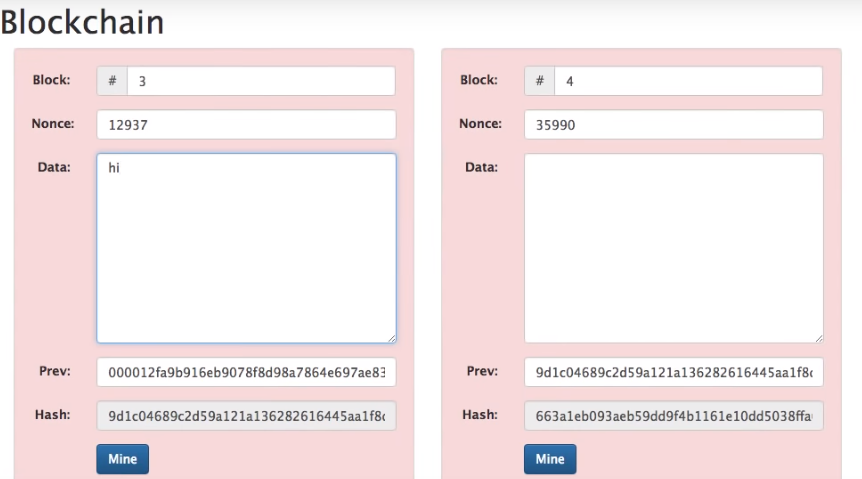 Blockchain
Block: # 3
Nonce: 12937
Data: hi
Prev: 000012fa9b916eb9078f8d98a7864e697ae83
Hash: 9d1c04689c2d59a121a136282616445aa1f8
Mine
Block: # 4
Nonce: 35990
Data:
Prev: 9d1c04689c2d59a121a136282616445aa1f8
Hash: 663a1eb093aeb59dd9f4b1161e10dd5038ffa
Mine